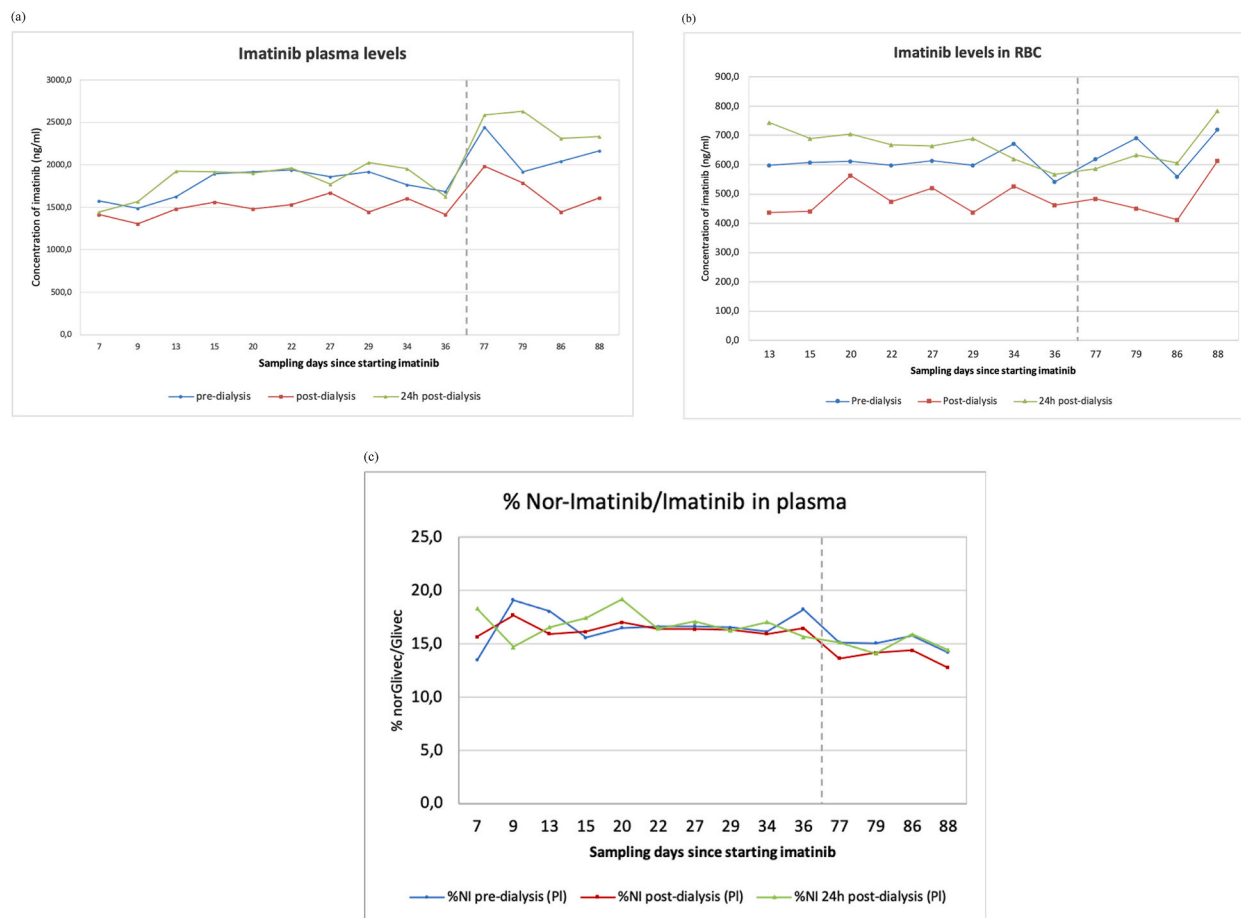 (a)
Imatinib plasma levels
Concentration of imatinib (ng/ml)
3000,0
2500,0
2000,0
1500,0
1000,0
500,0
0,0
7 9 13 15 20 22 27 29 34 36 77 79 86 88
Sampling days since starting imatinib
pre-dialysis post-dialysis 24h post-dialysis
(b)
Imatinib levels in RBC
Concentration of imatinib (ng/ml)
900,0
800,0
700,0
600,0
500,0
400,0
300,0
200,0
100,0
0,0
13 15 20 22 27 29 34 36 77 79 86 88
Sampling days since starting imatinib
Pre-dialysis Post-dialysis 24h post-dialysis
(c)
% Nor-Imatinib/Imatinib in plasma
% norGlivec/Glivec
25,0
20,0
15,0
10,0
5,0
0,0
7 9 13 15 20 22 27 29 34 36 77 79 86 88
Sampling days since starting imatinib
%NI pre-dialysis (Pl) %NI post-dialysis (Pl) %NI 24h post-dialysis (Pl)